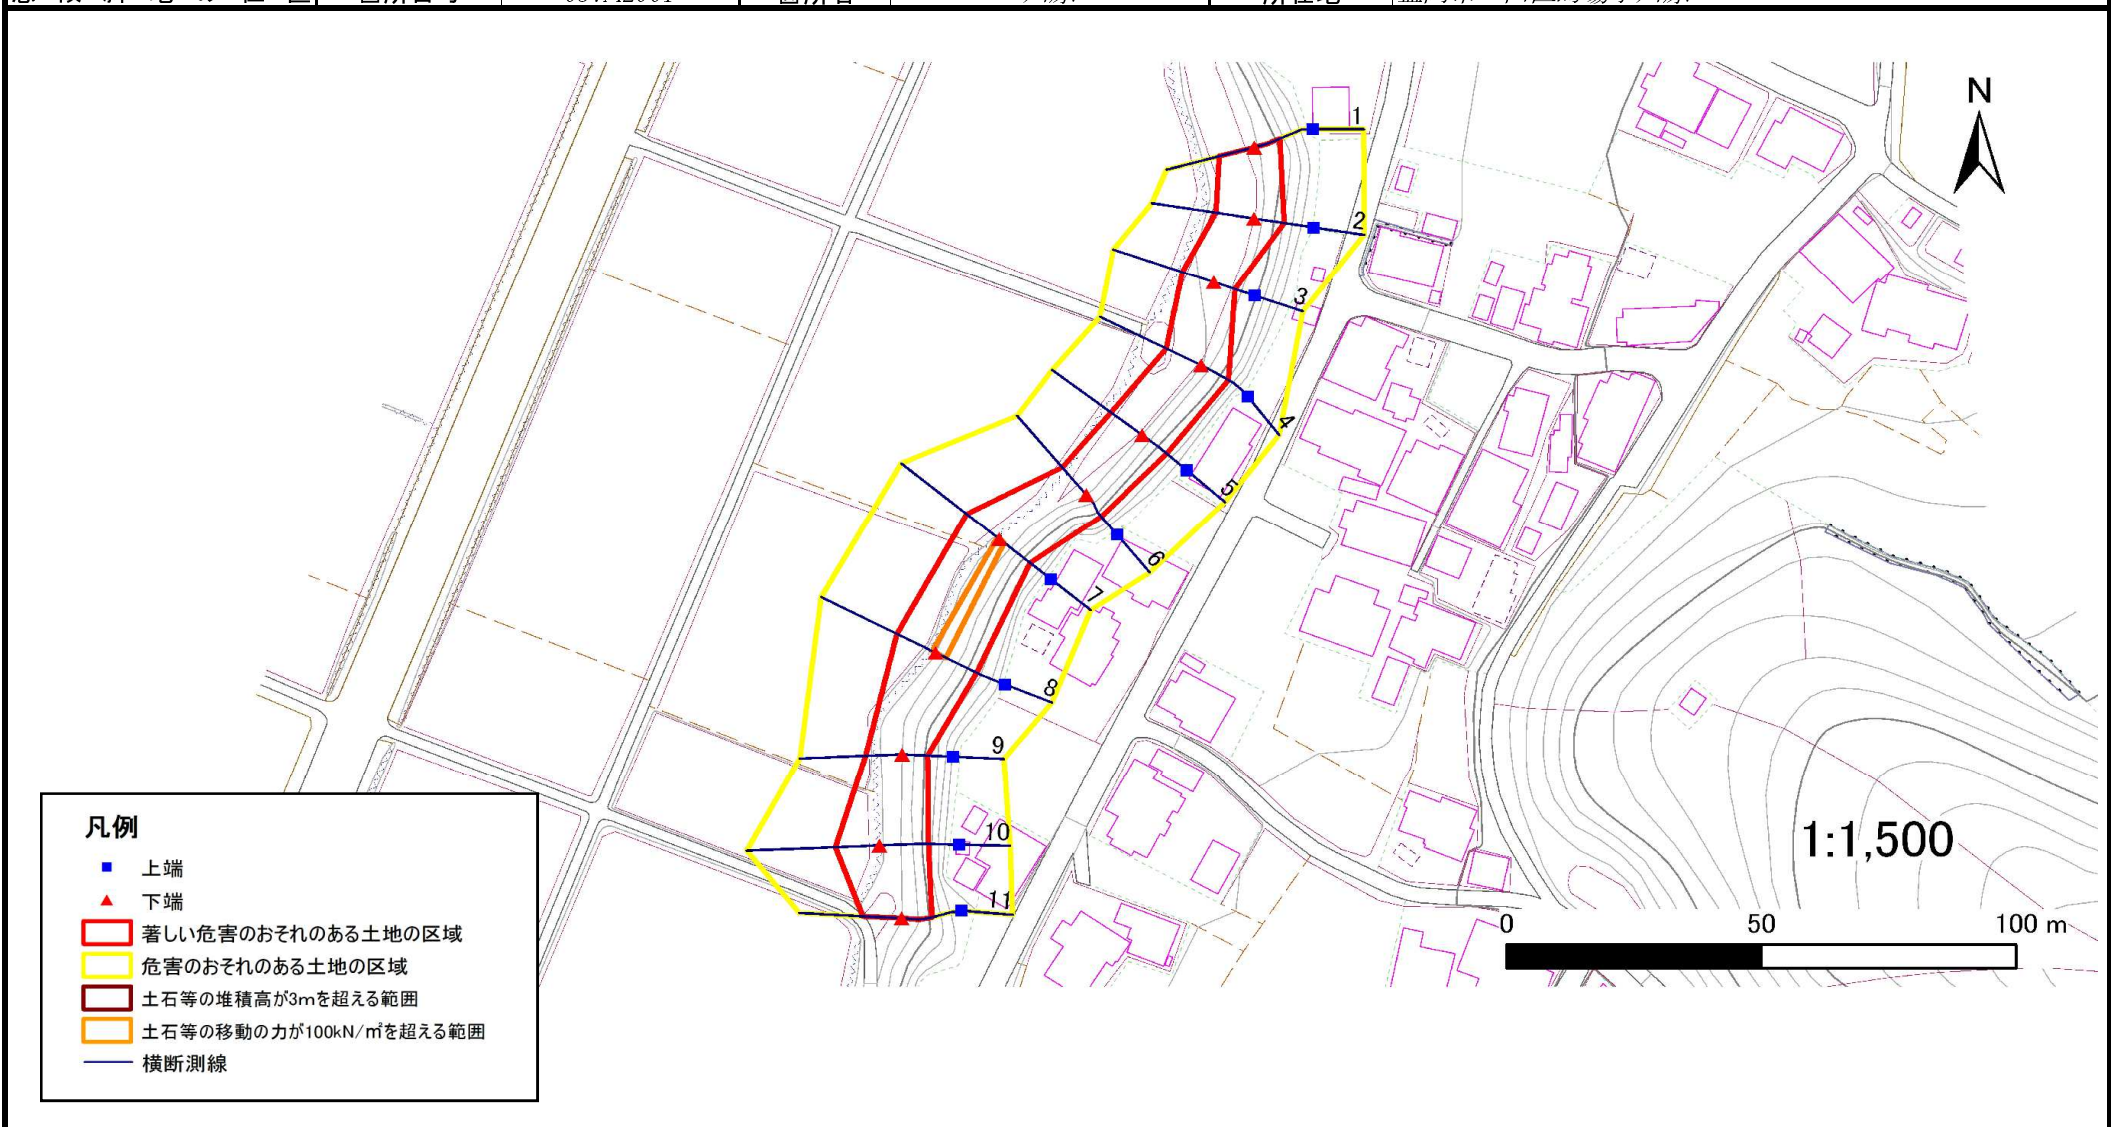 N
1
2
3
4
5
6
7
8
9
10
11
1:1,500
0 50 100 m
凡例
上端
下端
著しい危害のおそれのある土地の区域
危害のおそれのある土地の区域
土石等の堆積高が3mを超える範囲
土石等の移動の力が100kN/㎡を超える範囲
横断測線